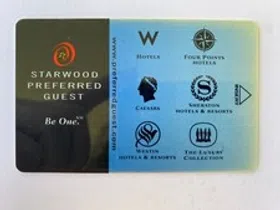 STARWOOD
PREFERRED
GUEST
Be One.℠
www.preferredguest.com
W
HOTELS
FOUR POINTS
HOTELS
CAESARS
S
SHERATON
HOTELS & RESORTS
WESTIN
HOTELS & RESORTS
THE LUXURY
COLLECTION